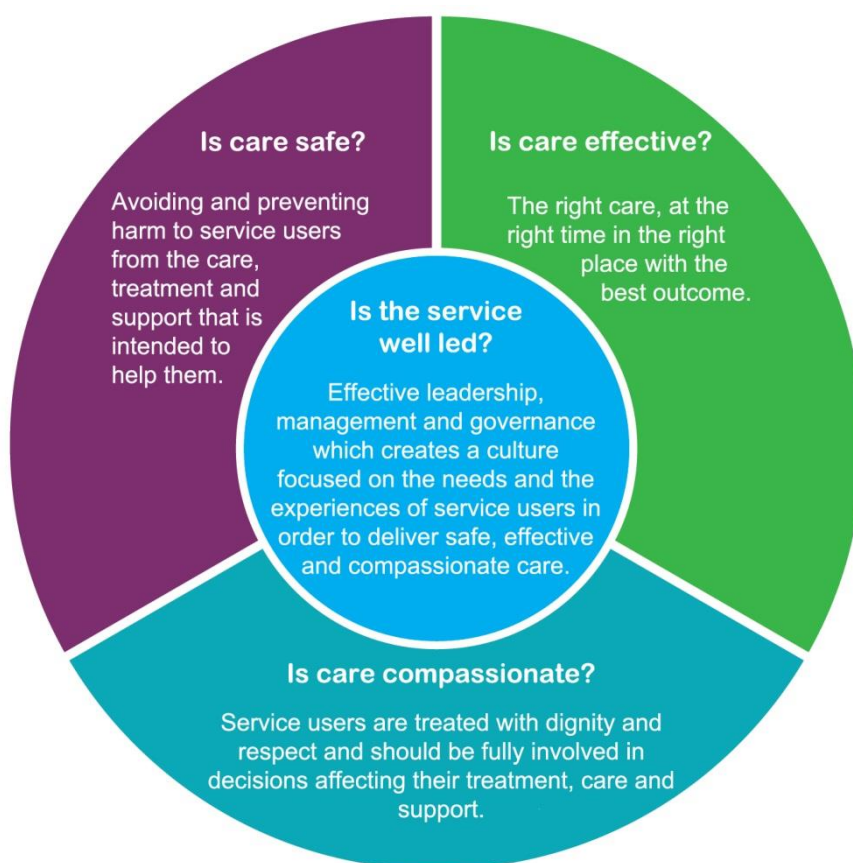 Is care safe?
Avoiding and preventing
harm to service users
from the care,
treatment and
support that is
intended to
help them.
Is care effective?
The right care, at the
right time in the right
place with the
best outcome.
Is the service
well led?
Effective leadership,
management and governance
which creates a culture
focused on the needs and the
experiences of service users in
order to deliver safe, effective
and compassionate care.
Is care compassionate?
Service users are treated with dignity and
respect and should be fully involved in
decisions affecting their treatment, care and
support.